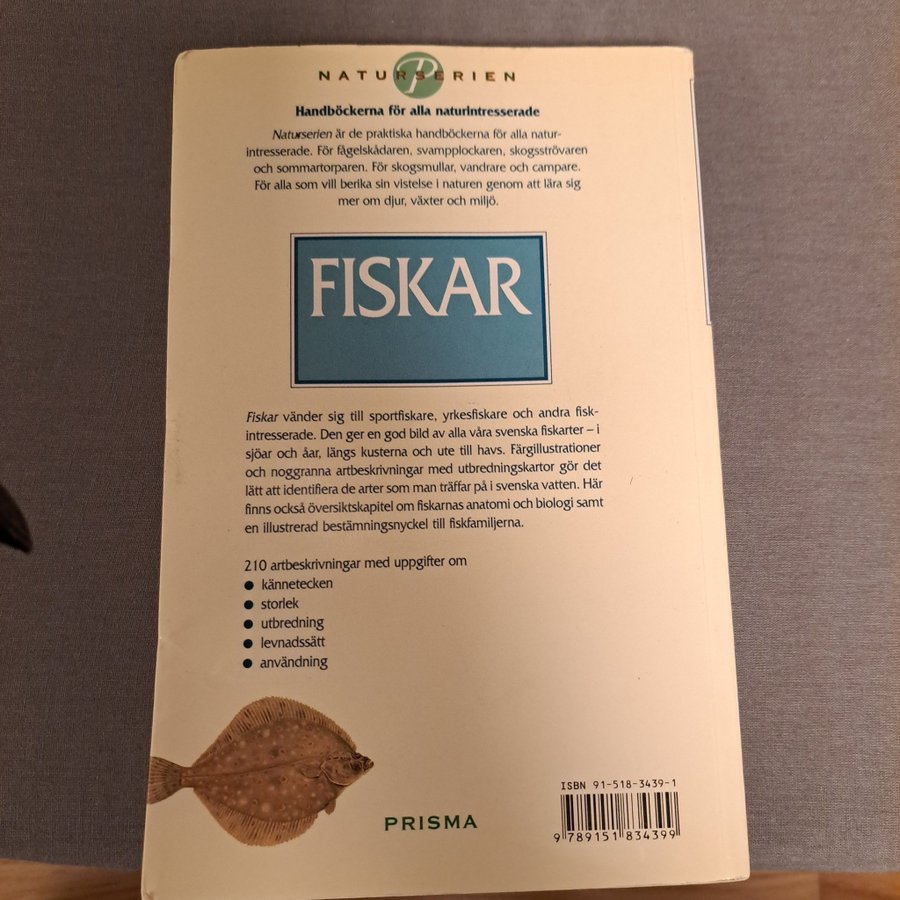 NATURSERIEN
Handböckerna för alla naturintresserade
Naturserien är de praktiska handböckerna för alla natur-
intresserade. För fågelskådaren, svampplockaren, skogsströvaren
och sommartorparen. För skogsmullar, vandrare och campare.
För alla som vill berika sin vistelse i naturen genom att lära sig
mer om djur, växter och miljö.
FISKAR
Fiskar vänder sig till sportfiskare, yrkesfiskare och andra fisk-
intresserade. Den ger en god bild av alla våra svenska fiskarter – i
sjöar och åar, längs kusterna och ute till havs. Färgillustrationer
och noggranna artbeskrivningar med utbredningskartor gör det
lätt att identifiera de arter som man träffar på i svenska vatten. Här
finns också översiktskapitel om fiskarnas anatomi och biologi samt
en illustrerad bestämningsnyckel till fiskfamiljerna.
210 artbeskrivningar med uppgifter om
● kännetecken
● storlek
● utbredning
● levnadssätt
● användning
PRISMA
ISBN 91-518-3439-1
9 789151 834399